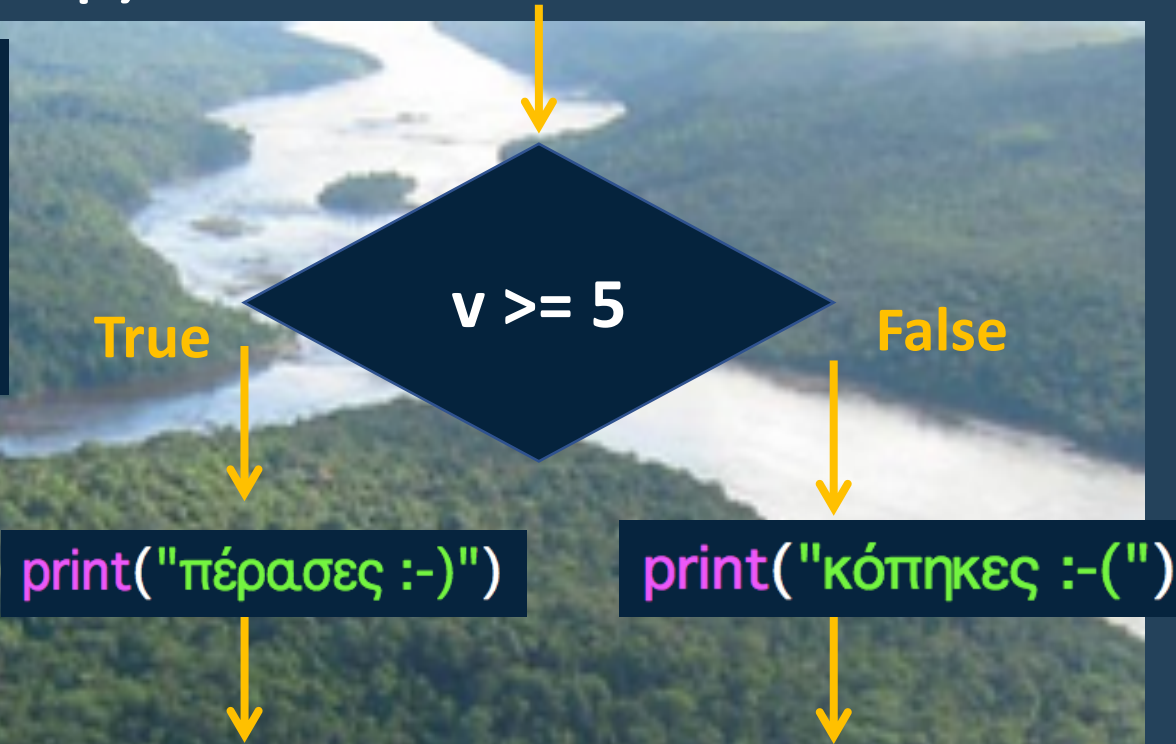 v >= 5
True
False
print("πέρασες :-)")
print("κόπηκες :-(")